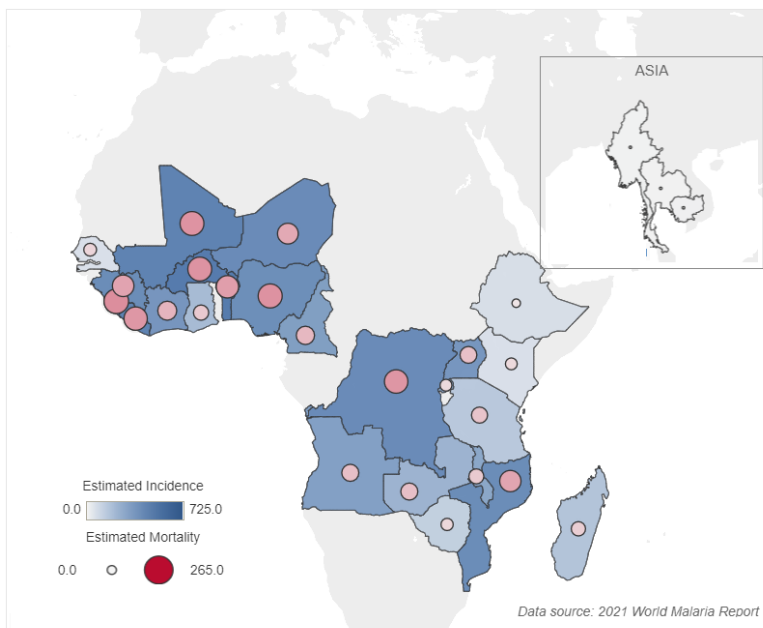 ASIA
Estimated Incidence
0.0 725.0
Estimated Mortality
0.0 265.0
Data source: 2021 World Malaria Report